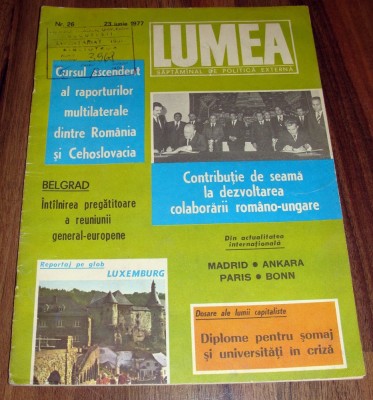 Nr. 26
23 iunie 1977
LUMEA
SĂPTĂMÎNAL DE POLITICĂ EXTERNĂ
3961
Cursul ascendent
al raporturilor
multilaterale
dintre România
și Cehoslovacia
Contribuție de seamă
la dezvoltarea
colaborării româno-ungare
BELGRAD
Întîlnirea pregătitoare
a reuniunii
general-europene
Din actualitatea
internațională
MADRID ● ANKARA
PARIS ● BONN
Reportaj pe glob
LUXEMBURG
Dosare ale lumii capitaliste
Diplome pentru șomaj
și universități în criză